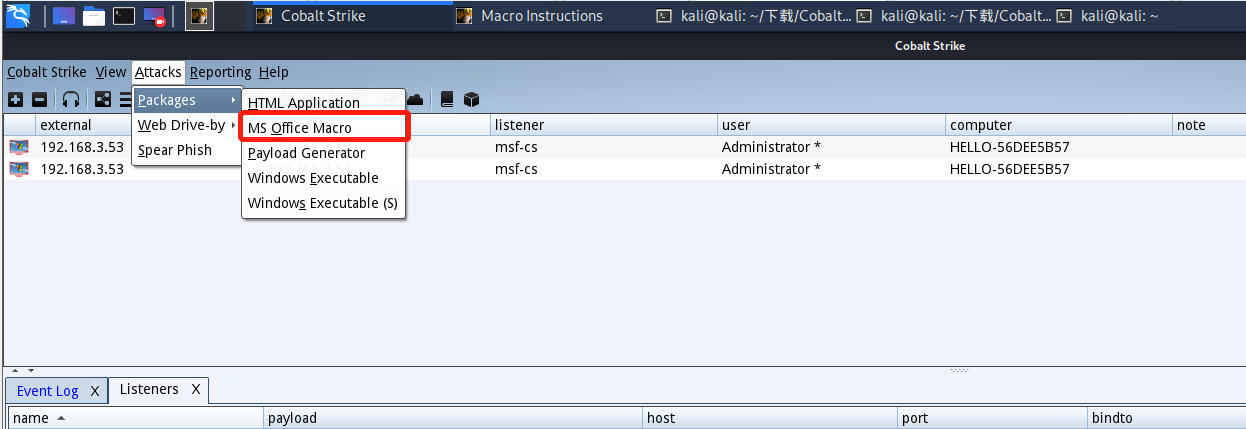 Cobalt Strike Macro Instructions kali@kali: ~/下载/Cobalt... kali@kali: ~/下载/Cobalt... kali@kali: ~
Cobalt Strike
Cobalt Strike View Attacks Reporting Help
Packages
Web Drive-by
Spear Phish
HTML Application
MS Office Macro
Payload Generator
Windows Executable
Windows Executable (S)
external listener user computer note
192.168.3.53 msf-cs Administrator * HELLO-56DEE5B57
192.168.3.53 msf-cs Administrator * HELLO-56DEE5B57
Event Log X Listeners X
name payload host port bindto